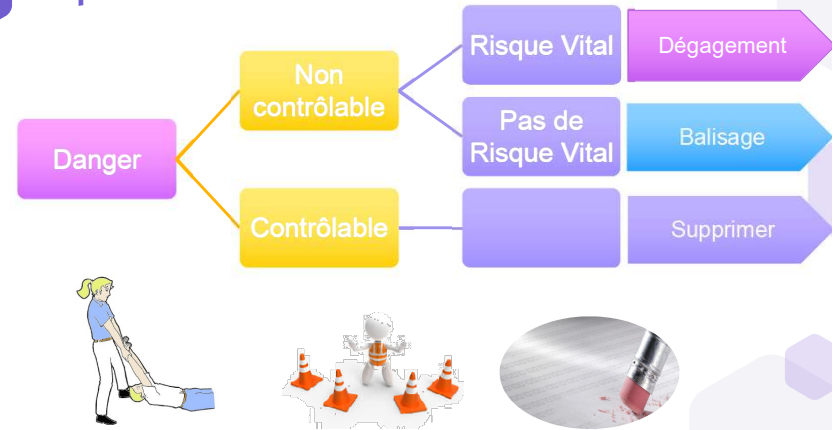 Danger
Non
contrôlable
Contrôlable
Risque Vital
Dégagement
Pas de
Risque Vital
Balisage
Supprimer